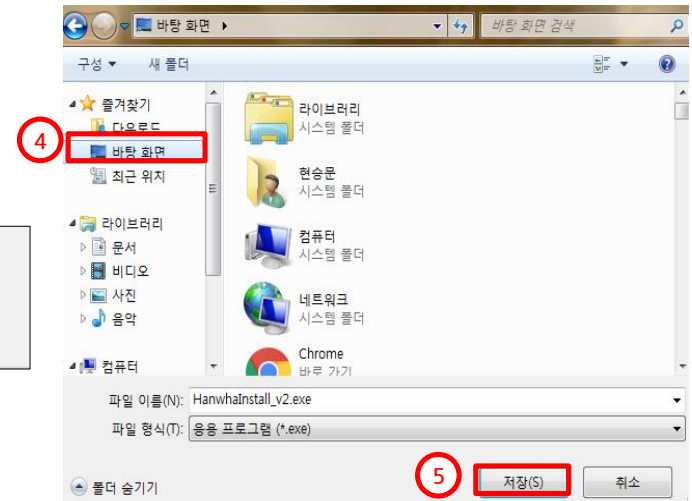 바탕 화면
바탕 화면 검색
구성
새 폴더
즐겨찾기
다운로드
4
바탕 화면
최근 위치
라이브러리
문서
비디오
사진
음악
컴퓨터
라이브러리
시스템 폴더
현승문
시스템 폴더
컴퓨터
시스템 폴더
네트워크
시스템 폴더
Chrome
바로 가기
파일 이름(N): HanwhaInstall_v2.exe
파일 형식(T): 응용 프로그램 (*.exe)
폴더 숨기기
5
저장(S)
취소